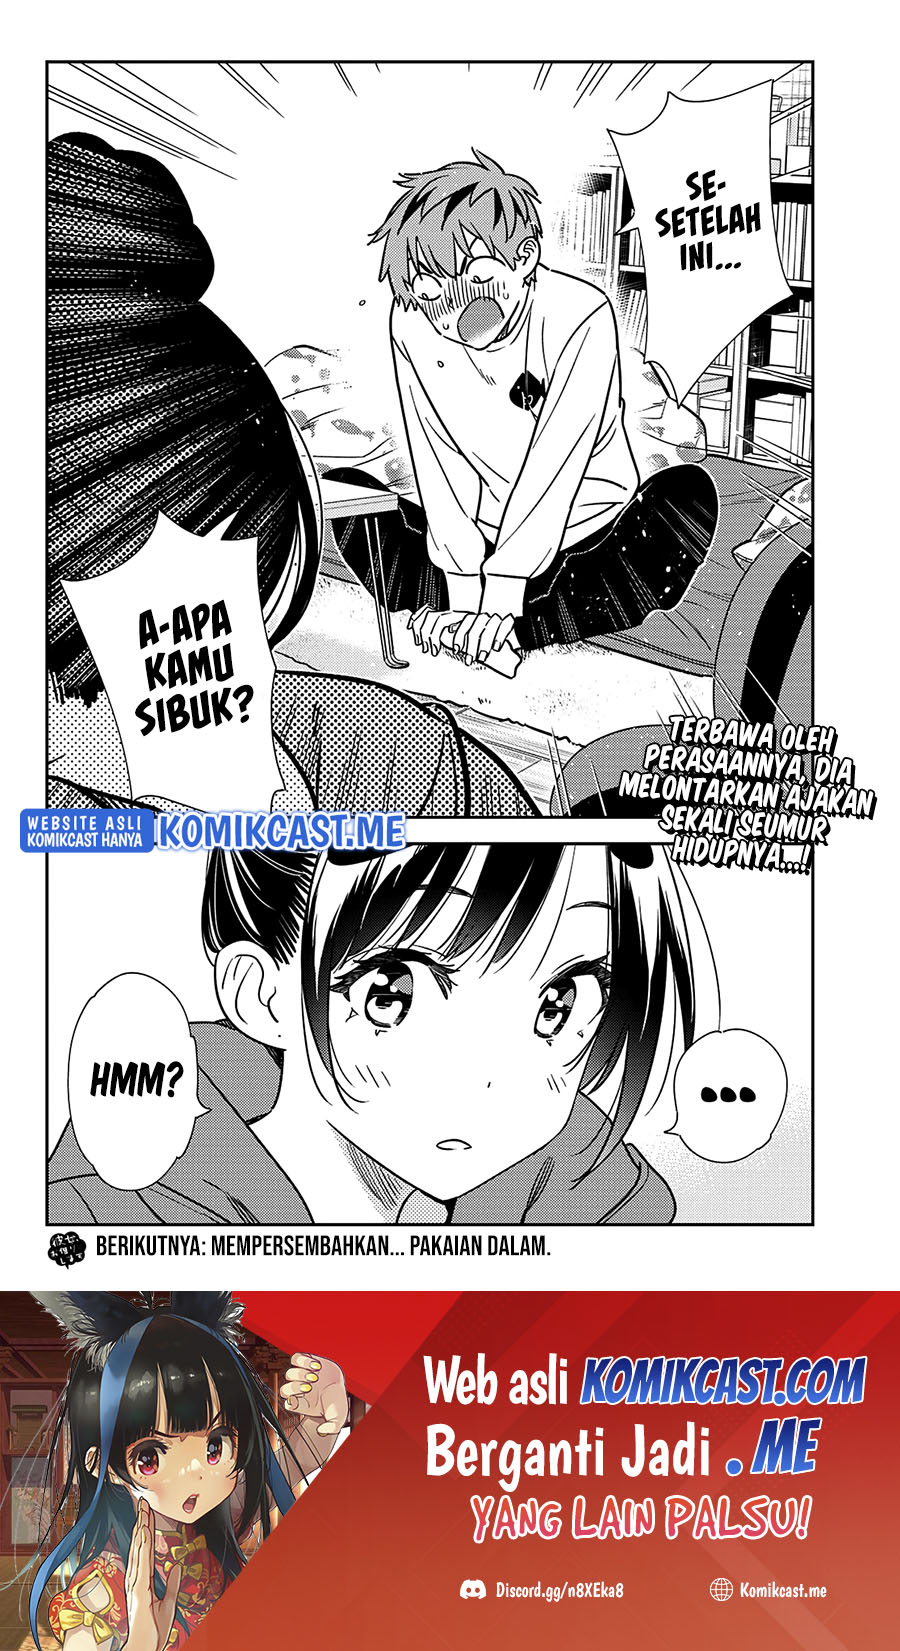 SE-
SETELAH
INI...
A-APA
KAMU
SIBUK?
TERBAWA OLEH
PERASAANNYA, DIA
MELONTARKAN AJAKAN
SEKALI SEUMUR
HIDUPNYA...!
WEBSITE ASLI
KOMIKCAST HANYA
KOMIKCAST.ME
HMM?
...
BERIKUTNYA: MEMPERSEMBAHKAN... PAKAIAN DALAM.
Web asli KOMIKCAST.COM
Berganti Jadi .ME
YANG LAIN PALSU!
Discord.gg/n8XEka8
Komikcast.me